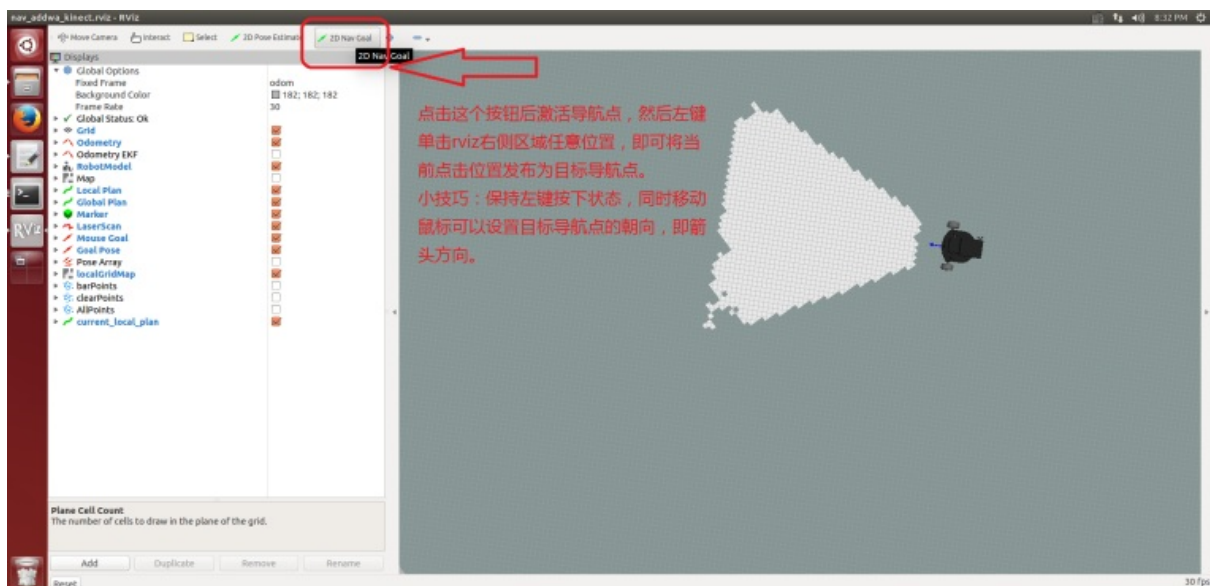 nav_addwa_kinect.rviz - RViz
8:32 PM
Move Camera
Interact
Select
2D Pose Estimate
2D Nav Goal
2D Nav Goal
Displays
Global Options
Fixed Frame odom
Background Color 182; 182; 182
Frame Rate 30
Global Status: Ok
Grid
Odometry
Odometry EKF
RobotModel
Map
Local Plan
Global Plan
Marker
LaserScan
Mouse Goal
Goal Pose
Pose Array
localGridMap
barPoints
clearPoints
AllPoints
current_local_plan
点击这个按钮后激活导航点，然后左键
单击rviz右侧区域任意位置，即可将当
前点击位置发布为目标导航点。
小技巧：保持左键按下状态，同时移动
鼠标可以设置目标导航点的朝向，即箭
头方向。
RViz
Plane Cell Count
The number of cells to draw in the plane of the grid.
Add Duplicate Remove Rename
Reset
30 fps